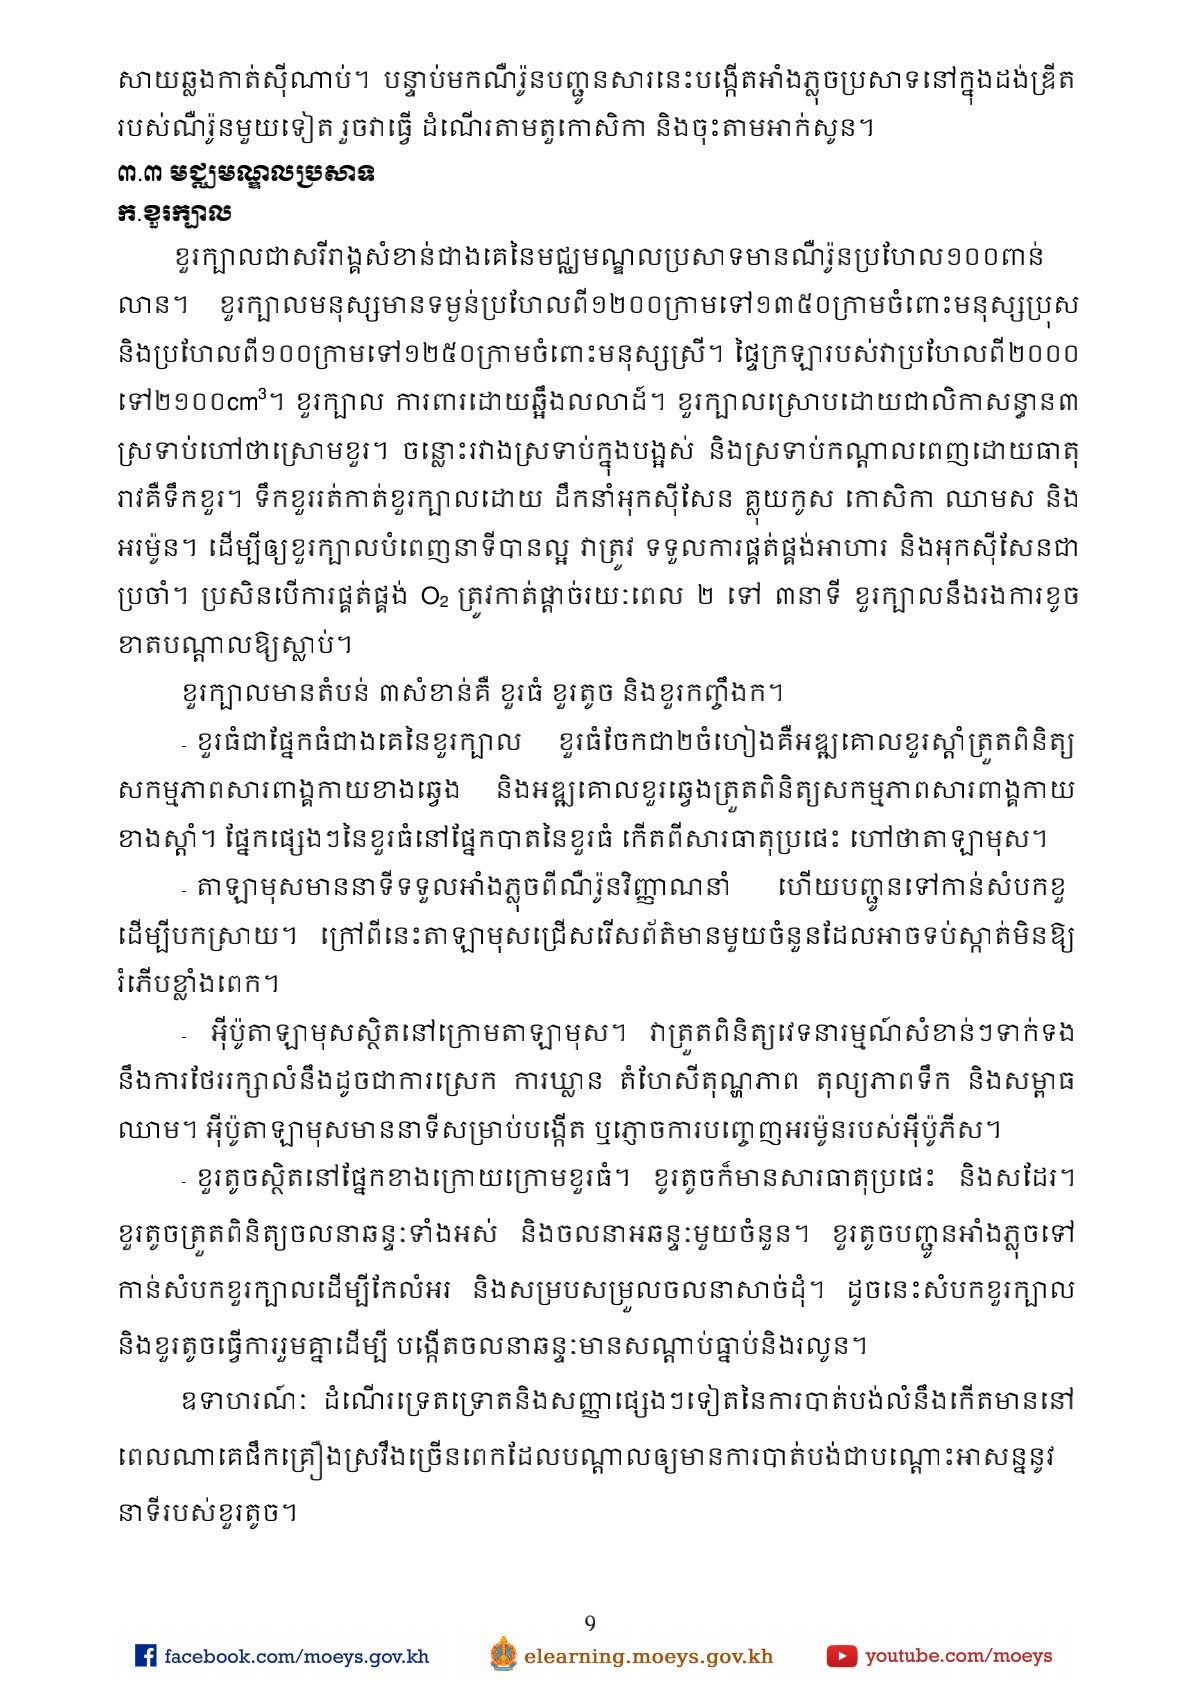 សាយឆ្លងកាត់ស៊ីណាប់។ បន្ទាប់មកណឺរ៉ូនបញ្ជូនសារនេះបង្កើតអាំងភ្លុចប្រសាទនៅក្នុងដង់ឌ្រីត
របស់ណឺរ៉ូនមួយទៀត រួចវាធ្វើ ដំណើរតាមតួកោសិកា និងចុះតាមអាក់សូន។
៣.៣ មជ្ឈមណ្ឌលប្រសាទ
ក.ខួរក្បាល
ខួរក្បាលជាសរីរាង្គសំខាន់ជាងគេនៃមជ្ឈមណ្ឌលប្រសាទមានណឺរ៉ូនប្រហែល១០០ពាន់
លាន។ ខួរក្បាលមនុស្សមានទម្ងន់ប្រហែលពី១២០០ក្រាមទៅ១៣៥០ក្រាមចំពោះមនុស្សប្រុស
និងប្រហែលពី១០០ក្រាមទៅ១២៥០ក្រាមចំពោះមនុស្សស្រី។ ផ្ទៃក្រឡារបស់វាប្រហែលពី២០០០
ទៅ២១០០cm³។ ខួរក្បាល ការពារដោយឆ្អឹងលលាដ៍។ ខួរក្បាលស្រោបដោយជាលិកាសន្ធាន៣
ស្រទាប់ហៅថាស្រោមខួរ។ ចន្លោះរវាងស្រទាប់ក្នុងបង្អស់ និងស្រទាប់កណ្តាលពេញដោយធាតុ
រាវគឺទឹកខួរ។ ទឹកខួររត់កាត់ខួរក្បាលដោយ ដឹកនាំអុកស៊ីសែន គ្លុយកូស កោសិកា ឈាមស និង
អរម៉ូន។ ដើម្បីឲ្យខួរក្បាលបំពេញនាទីបានល្អ វាត្រូវ ទទួលការផ្គត់ផ្គង់អាហារ និងអុកស៊ីសែនជា
ប្រចាំ។ ប្រសិនបើការផ្គត់ផ្គង់ O₂ ត្រូវកាត់ផ្តាច់រយៈពេល ២ ទៅ ៣នាទី ខួរក្បាលនឹងរងការខូច
ខាតបណ្តាលឱ្យស្លាប់។
ខួរក្បាលមានតំបន់ ៣សំខាន់គឺ ខួរធំ ខួរតូច និងខួរកញ្ចឹងក។
- ខួរធំជាផ្នែកធំជាងគេនៃខួរក្បាល ខួរធំចែកជា២ចំហៀងគឺអឌ្ឍគោលខួរស្តាំត្រួតពិនិត្យ
សកម្មភាពសារពាង្គកាយខាងឆ្វេង និងអឌ្ឍគោលខួរឆ្វេងត្រួតពិនិត្យសកម្មភាពសារពាង្គកាយ
ខាងស្តាំ។ ផ្នែកផ្សេងៗនៃខួរធំនៅផ្នែកបាតនៃខួរធំ កើតពីសារធាតុប្រផេះ ហៅថាតាឡាមុស។
- តាឡាមុសមាននាទីទទួលអាំងភ្លុចពីណឺរ៉ូនវិញ្ញាណនាំ ហើយបញ្ជូនទៅកាន់សំបកខួ
ដើម្បីបកស្រាយ។ ក្រៅពីនេះតាឡាមុសជ្រើសរើសព័ត៌មានមួយចំនួនដែលអាចទប់ស្កាត់មិនឱ្យ
រំភើបខ្លាំងពេក។
- អ៊ីប៉ូតាឡាមុសស្ថិតនៅក្រោមតាឡាមុស។ វាត្រួតពិនិត្យវេទនារម្មណ៍សំខាន់ៗទាក់ទង
នឹងការថែររក្សាលំនឹងដូចជាការស្រេក ការឃ្លាន តំហែសីតុណ្ហភាព តុល្យភាពទឹក និងសម្ពាធ
ឈាម។ អ៊ីប៉ូតាឡាមុសមាននាទីសម្រាប់បង្កើត ឬភ្ញោចការបញ្ចេញអរម៉ូនរបស់អ៊ីប៉ូភីស។
- ខួរតូចស្ថិតនៅផ្នែកខាងក្រោយក្រោមខួរធំ។ ខូរតូចក៏មានសារធាតុប្រផេះ និងសដែរ។
ខួរតូចត្រួតពិនិត្យចលនាឆន្ទៈទាំងអស់ និងចលនាអឆន្ទៈមួយចំនួន។ ខួរតូចបញ្ជូនអាំងភ្លុចទៅ
កាន់សំបកខួរក្បាលដើម្បីកែលំអរ និងសម្របសម្រួលចលនាសាច់ដុំ។ ដូចនេះសំបកខួរក្បាល
និងខួរតូចធ្វើការរួមគ្នាដើម្បី បង្កើតចលនាឆន្ទៈមានសណ្តាប់ធ្នាប់និងរលូន។
ឧទាហរណ៍ៈ ដំណើរទ្រេតទ្រោតនិងសញ្ញាផ្សេងៗទៀតនៃការបាត់បង់លំនឹងកើតមាននៅ
ពេលណាគេផឹកគ្រឿងស្រវឹងច្រើនពេកដែលបណ្តាលឲ្យមានការបាត់បង់ជាបណ្តោះអាសន្ននូវ
នាទីរបស់ខួរតូច។
9
facebook.com/moeys.gov.kh elearning.moeys.gov.kh youtube.com/moeys